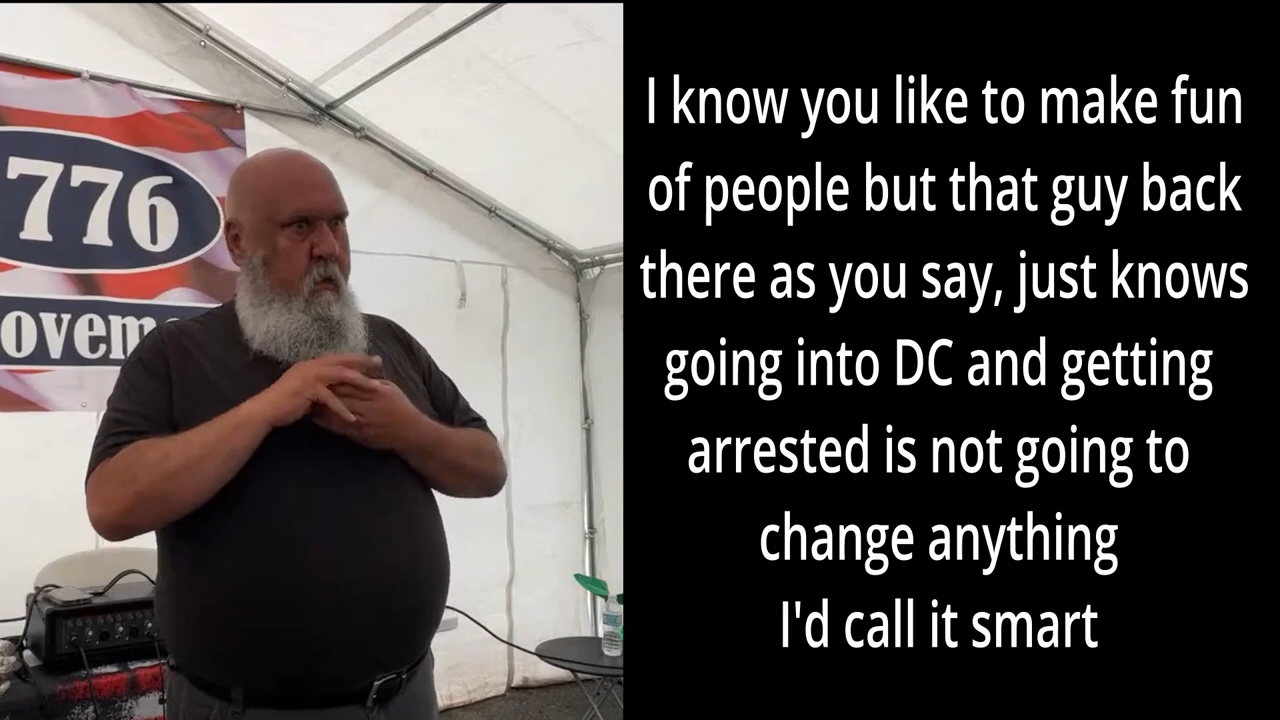 776
ovem
I know you like to make fun
of people but that guy back
there as you say, just knows
going into DC and getting
arrested is not going to
change anything
I'd call it smart